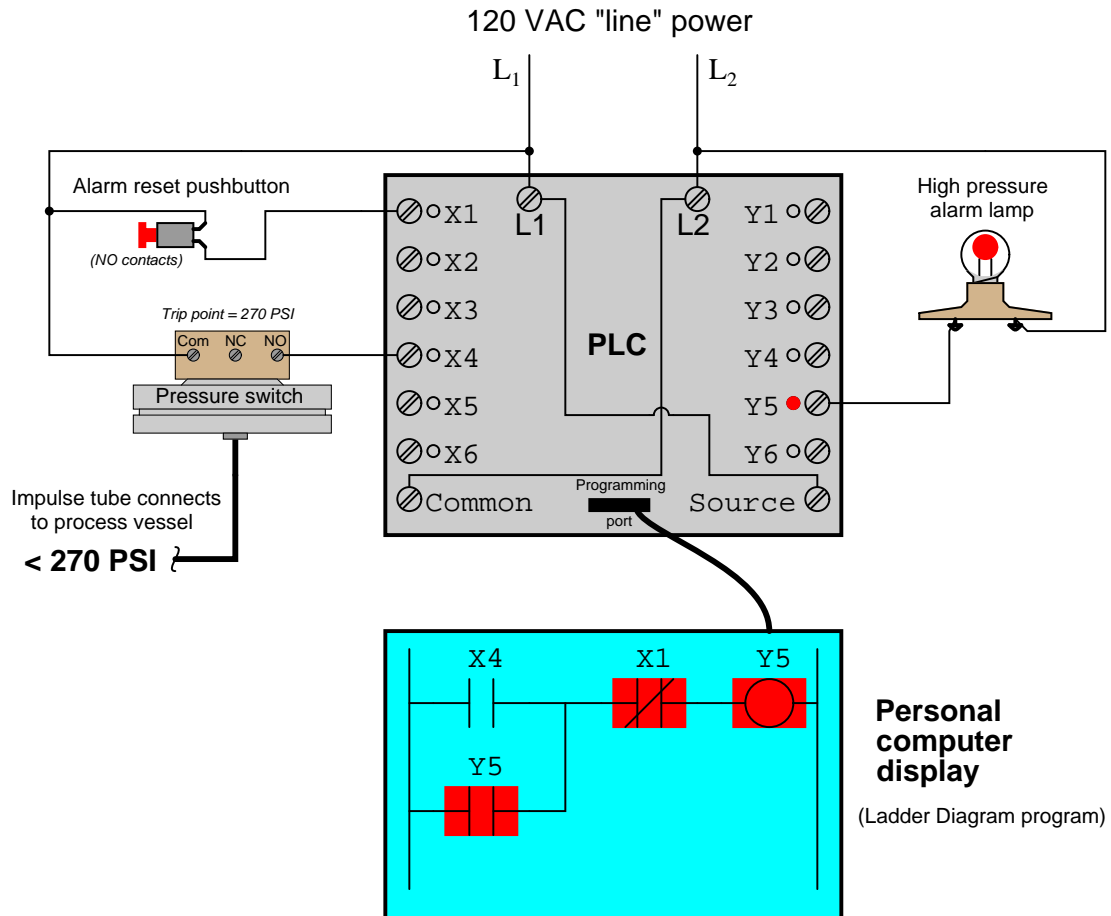 120 VAC "line" power
L1
L2
Alarm reset pushbutton
(NO contacts)
Trip point = 270 PSI
Com NC NO
Pressure switch
Impulse tube connects
to process vessel
< 270 PSI
X1
X2
X3
X4
X5
X6
Common
L1
L2
PLC
Programming
port
Y1
Y2
Y3
Y4
Y5
Y6
Source
High pressure
alarm lamp
X4 X1 Y5
Y5
Personal
computer
display
(Ladder Diagram program)